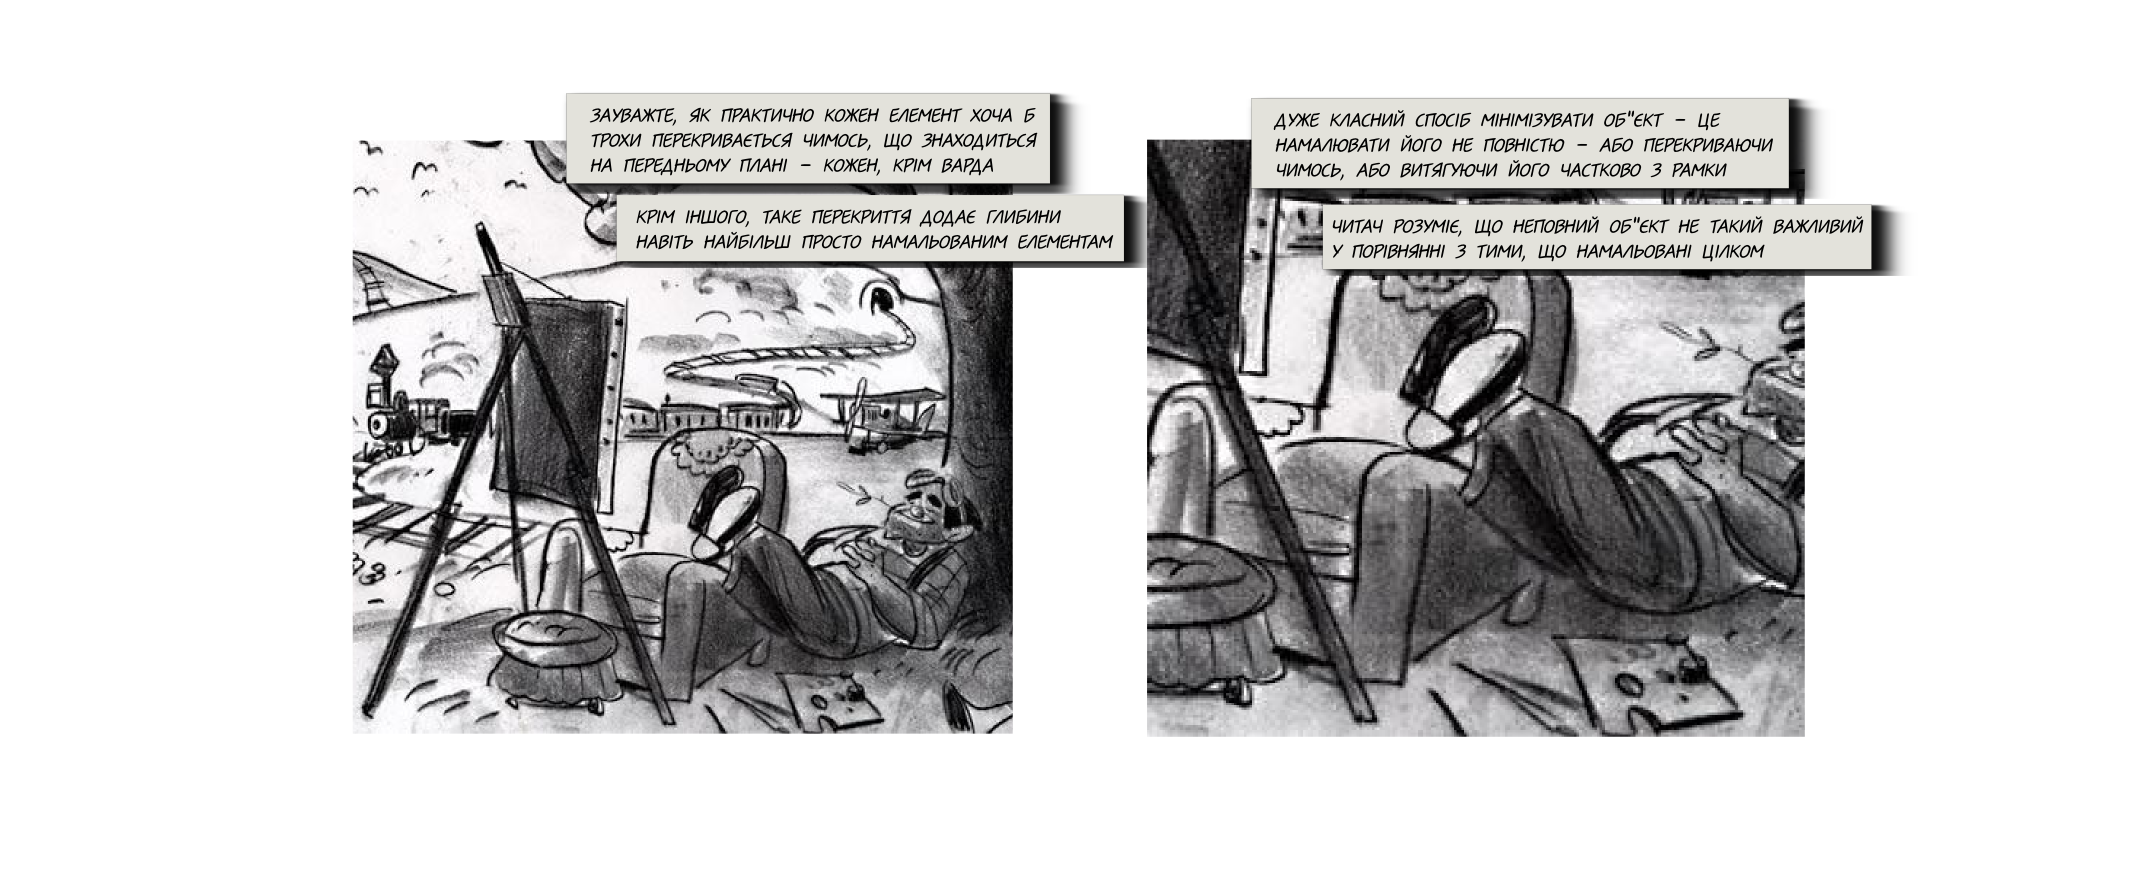 ЗАУВАЖТЕ, ЯК ПРАКТИЧНО КОЖЕН ЕЛЕМЕНТ ХОЧА Б
ТРОХИ ПЕРЕКРИВАЄТЬСЯ ЧИМОСЬ, ЩО ЗНАХОДИТЬСЯ
НА ПЕРЕДНЬОМУ ПЛАНІ – КОЖЕН, КРІМ ВАРДА
КРІМ ІНШОГО, ТАКЕ ПЕРЕКРИТТЯ ДОДАЄ ГЛИБИНИ
НАВІТЬ НАЙБІЛЬШ ПРОСТО НАМАЛЬОВАНИМ ЕЛЕМЕНТАМ
ДУЖЕ КЛАСНИЙ СПОСІБ МІНІМІЗУВАТИ ОБ"ЄКТ – ЦЕ
НАМАЛЮВАТИ ЙОГО НЕ ПОВНІСТЮ – АБО ПЕРЕКРИВАЮЧИ
ЧИМОСЬ, АБО ВИТЯГУЮЧИ ЙОГО ЧАСТКОВО З РАМКИ
ЧИТАЧ РОЗУМІЄ, ЩО НЕПОВНИЙ ОБ"ЄКТ НЕ ТАКИЙ ВАЖЛИВИЙ
У ПОРІВНЯННІ З ТИМИ, ЩО НАМАЛЬОВАНІ ЦІЛКОМ